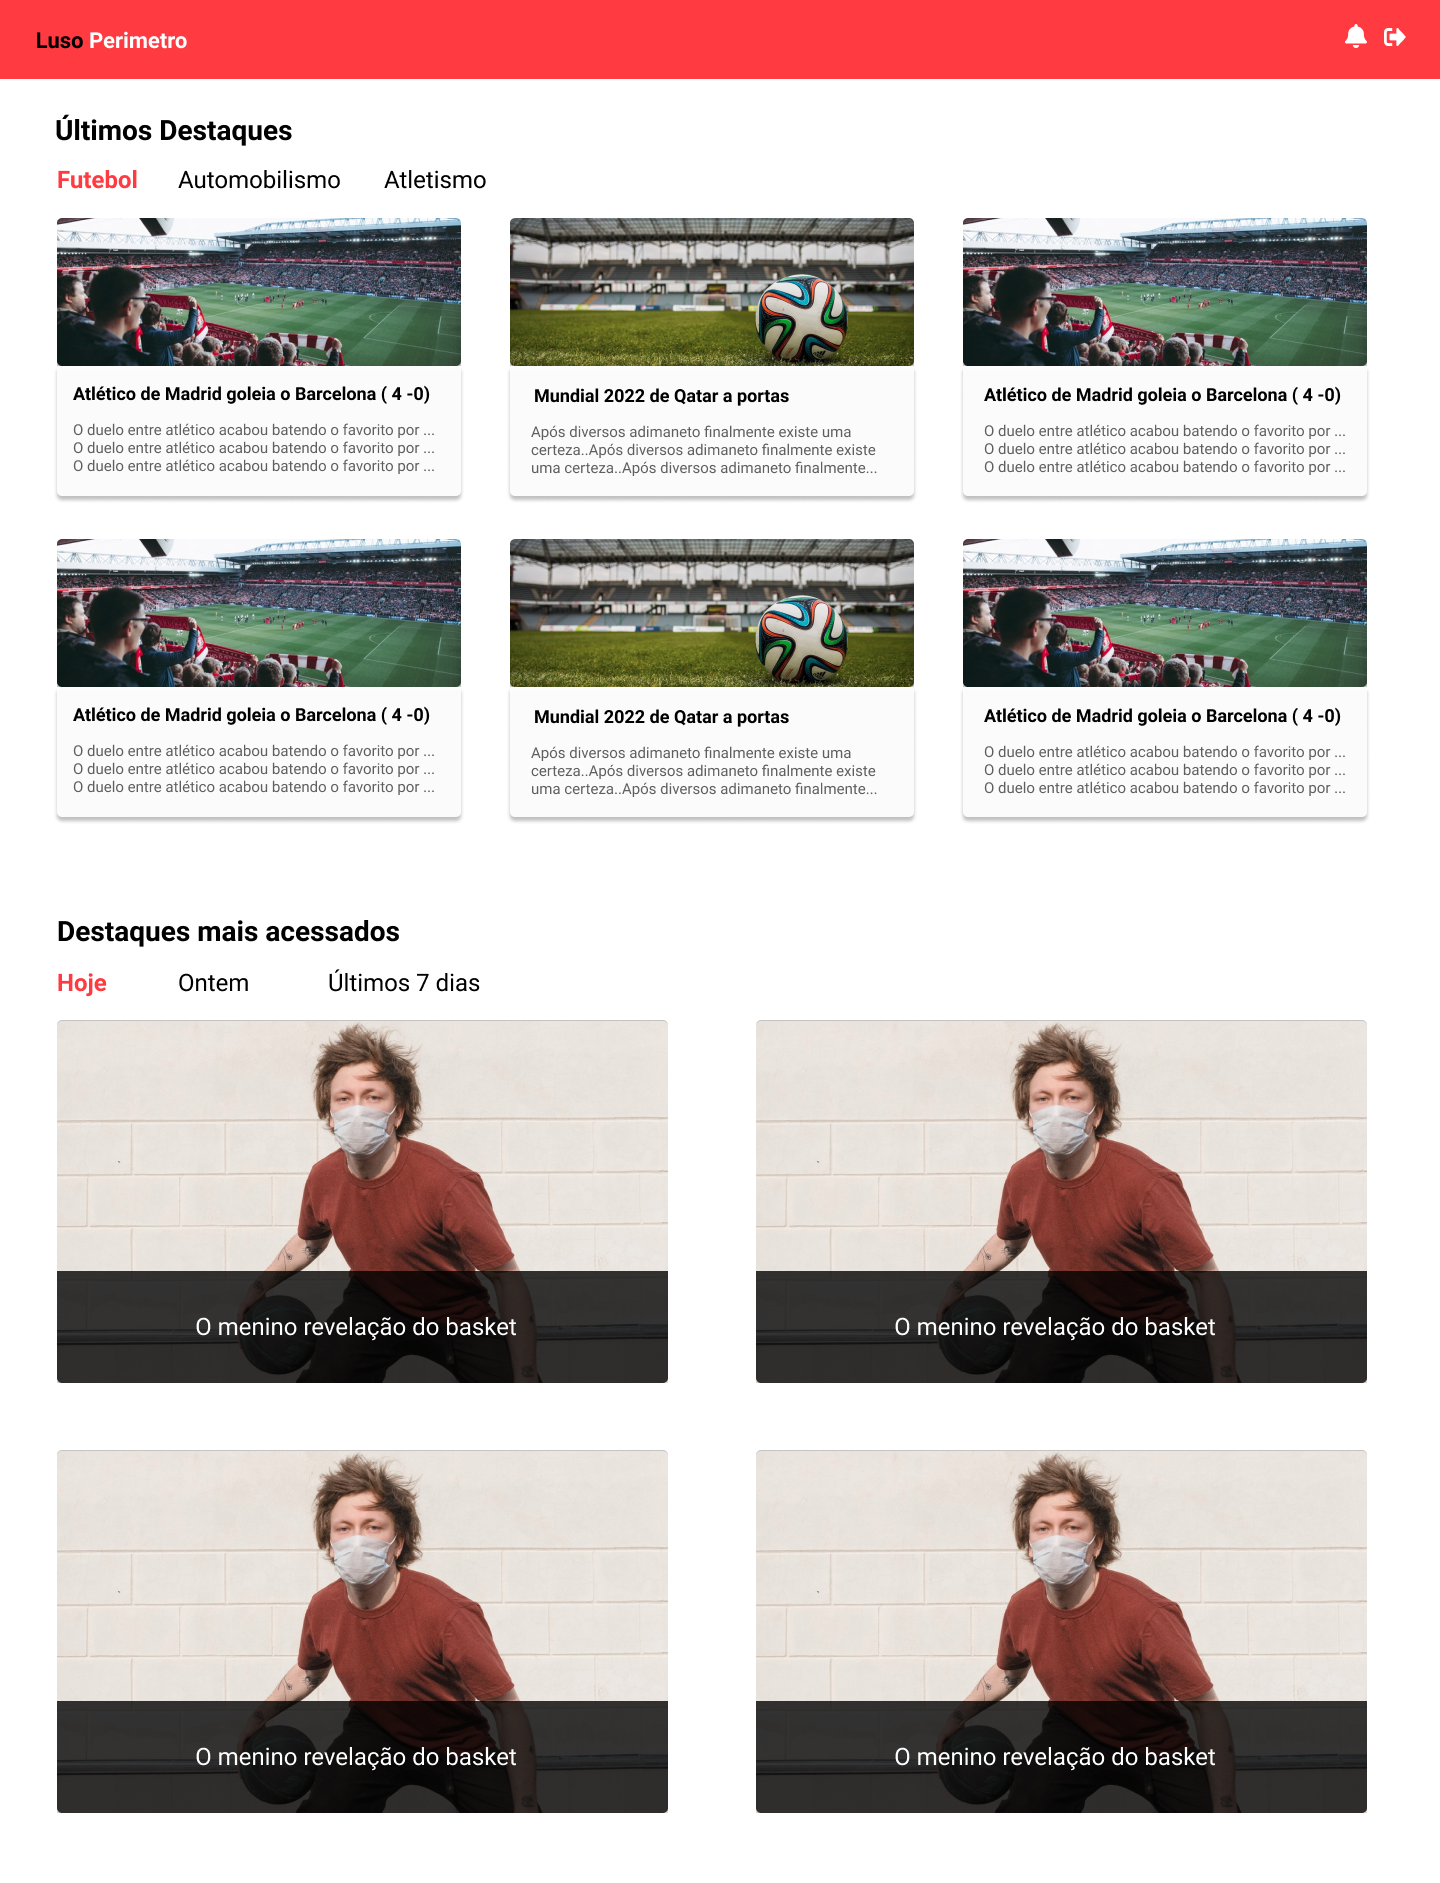 Luso Perimetro
Últimos Destaques
Futebol Automobilismo Atletismo
Atlético de Madrid goleia o Barcelona ( 4 -0)
O duelo entre atlético acabou batendo o favorito por ...
O duelo entre atlético acabou batendo o favorito por ...
O duelo entre atlético acabou batendo o favorito por ...
Mundial 2022 de Qatar a portas
Após diversos adimaneto finalmente existe uma
certeza..Após diversos adimaneto finalmente existe
uma certeza..Após diversos adimaneto finalmente...
Atlético de Madrid goleia o Barcelona ( 4 -0)
O duelo entre atlético acabou batendo o favorito por ...
O duelo entre atlético acabou batendo o favorito por ...
O duelo entre atlético acabou batendo o favorito por ...
Atlético de Madrid goleia o Barcelona ( 4 -0)
O duelo entre atlético acabou batendo o favorito por ...
O duelo entre atlético acabou batendo o favorito por ...
O duelo entre atlético acabou batendo o favorito por ...
Mundial 2022 de Qatar a portas
Após diversos adimaneto finalmente existe uma
certeza..Após diversos adimaneto finalmente existe
uma certeza..Após diversos adimaneto finalmente...
Atlético de Madrid goleia o Barcelona ( 4 -0)
O duelo entre atlético acabou batendo o favorito por ...
O duelo entre atlético acabou batendo o favorito por ...
O duelo entre atlético acabou batendo o favorito por ...
Destaques mais acessados
Hoje Ontem Últimos 7 dias
O menino revelação do basket
O menino revelação do basket
O menino revelação do basket
O menino revelação do basket